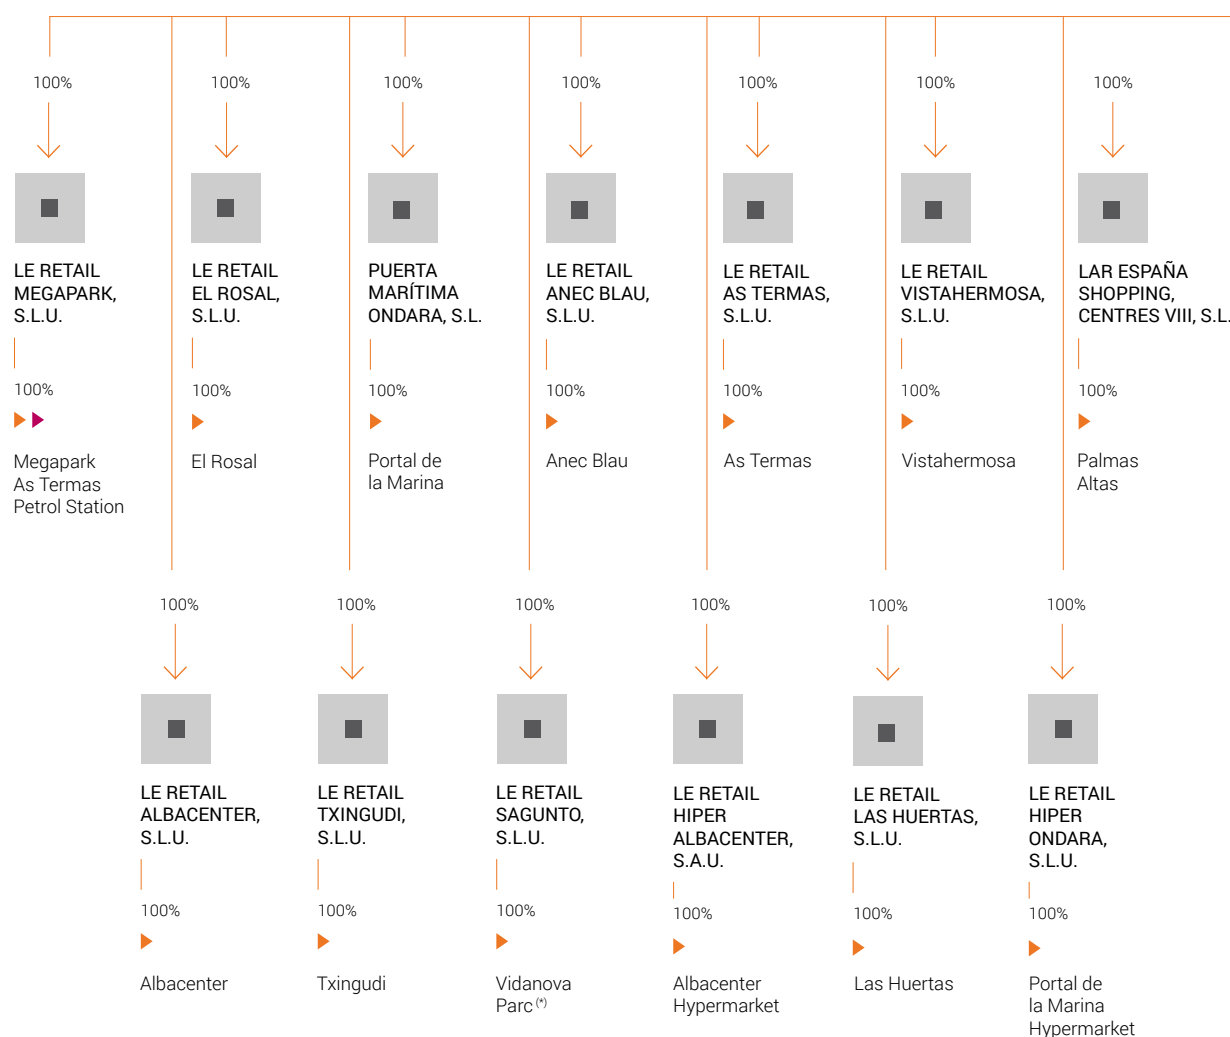 100%
100%
100%
100%
100%
100%
100%
LE RETAIL
MEGAPARK,
S.L.U.
LE RETAIL
EL ROSAL,
S.L.U.
PUERTA
MARÍTIMA
ONDARA, S.L.
LE RETAIL
ANEC BLAU,
S.L.U.
LE RETAIL
AS TERMAS,
S.L.U.
LE RETAIL
VISTAHERMOSA,
S.L.U.
LAR ESPAÑA
SHOPPING,
CENTRES VIII, S.L.
100%
100%
100%
100%
100%
100%
100%
Megapark
As Termas
Petrol Station
El Rosal
Portal de
la Marina
Anec Blau
As Termas
Vistahermosa
Palmas
Altas
100%
100%
100%
100%
100%
100%
LE RETAIL
ALBACENTER,
S.L.U.
LE RETAIL
TXINGUDI,
S.L.U.
LE RETAIL
SAGUNTO,
S.L.U.
LE RETAIL
HIPER
ALBACENTER,
S.A.U.
LE RETAIL
LAS HUERTAS,
S.L.U.
LE RETAIL
HIPER
ONDARA,
S.L.U.
100%
100%
100%
100%
100%
100%
Albacenter
Txingudi
Vidanova
Parc (*)
Albacenter
Hypermarket
Las Huertas
Portal de
la Marina
Hypermarket